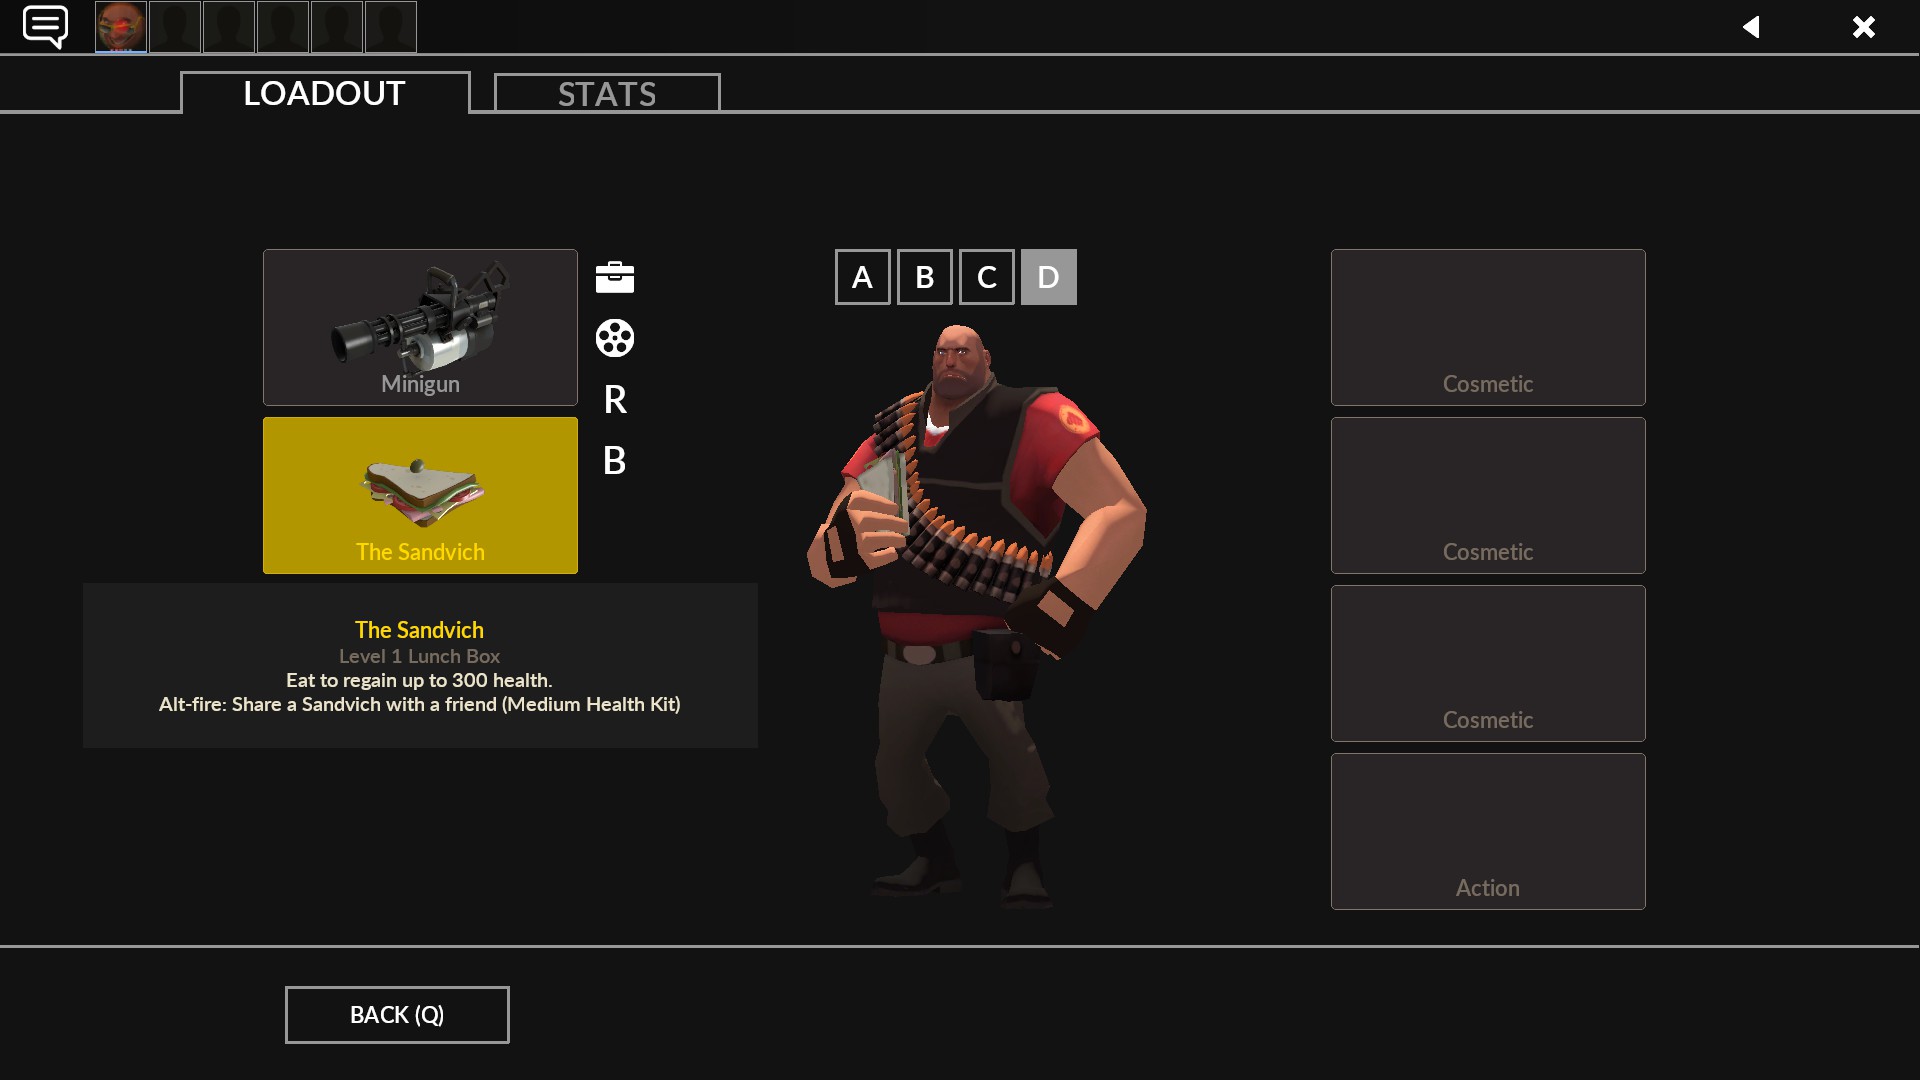 LOADOUT
STATS
Minigun
R
B
The Sandvich
The Sandvich
Level 1 Lunch Box
Eat to regain up to 300 health.
Alt-fire: Share a Sandvich with a friend (Medium Health Kit)
A B C D
Cosmetic
Cosmetic
Cosmetic
Action
BACK (Q)